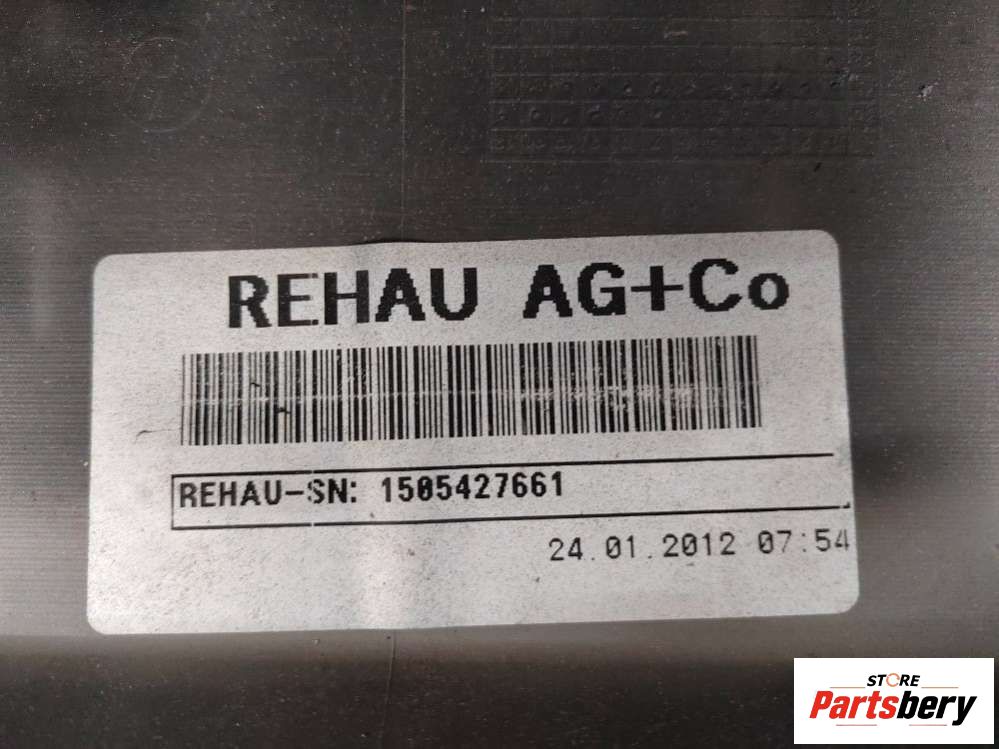 REHAU AG+Co
REHAU-SN: 1505427661
24.01.2012 07:54
STORE
Partsbery